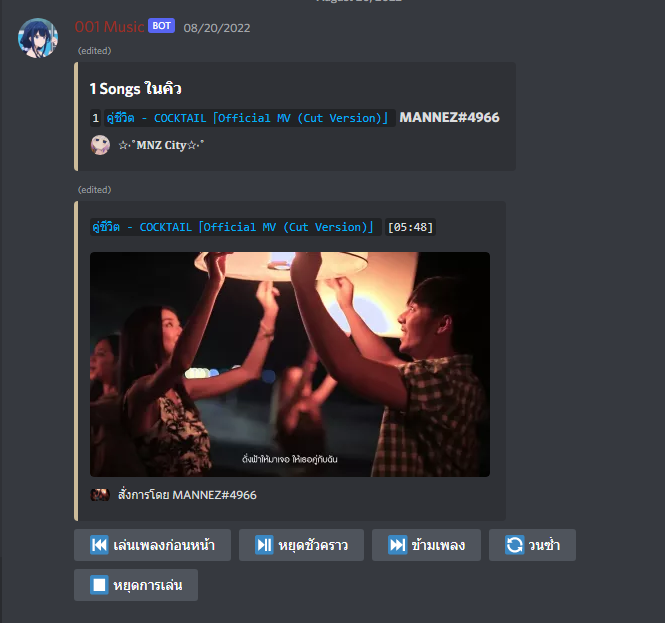 001 Music BOT 08/20/2022
(edited)
1 Songs ในคิว
1 คู่ชีวิต - COCKTAIL「Official MV (Cut Version)」 MANNEZ#4966
☆·˚MNZ City☆·˚
(edited)
คู่ชีวิต - COCKTAIL「Official MV (Cut Version)」 [05:48]
ดั่งฟ้าให้มาเจอ ให้เธอคู่กับฉัน
สั่งการโดย MANNEZ#4966
⏮️ เล่นเพลงก่อนหน้า ⏯️ หยุดชั่วคราว ⏭️ ข้ามเพลง 🔄 วนซ้ำ
⏹️ หยุดการเล่น